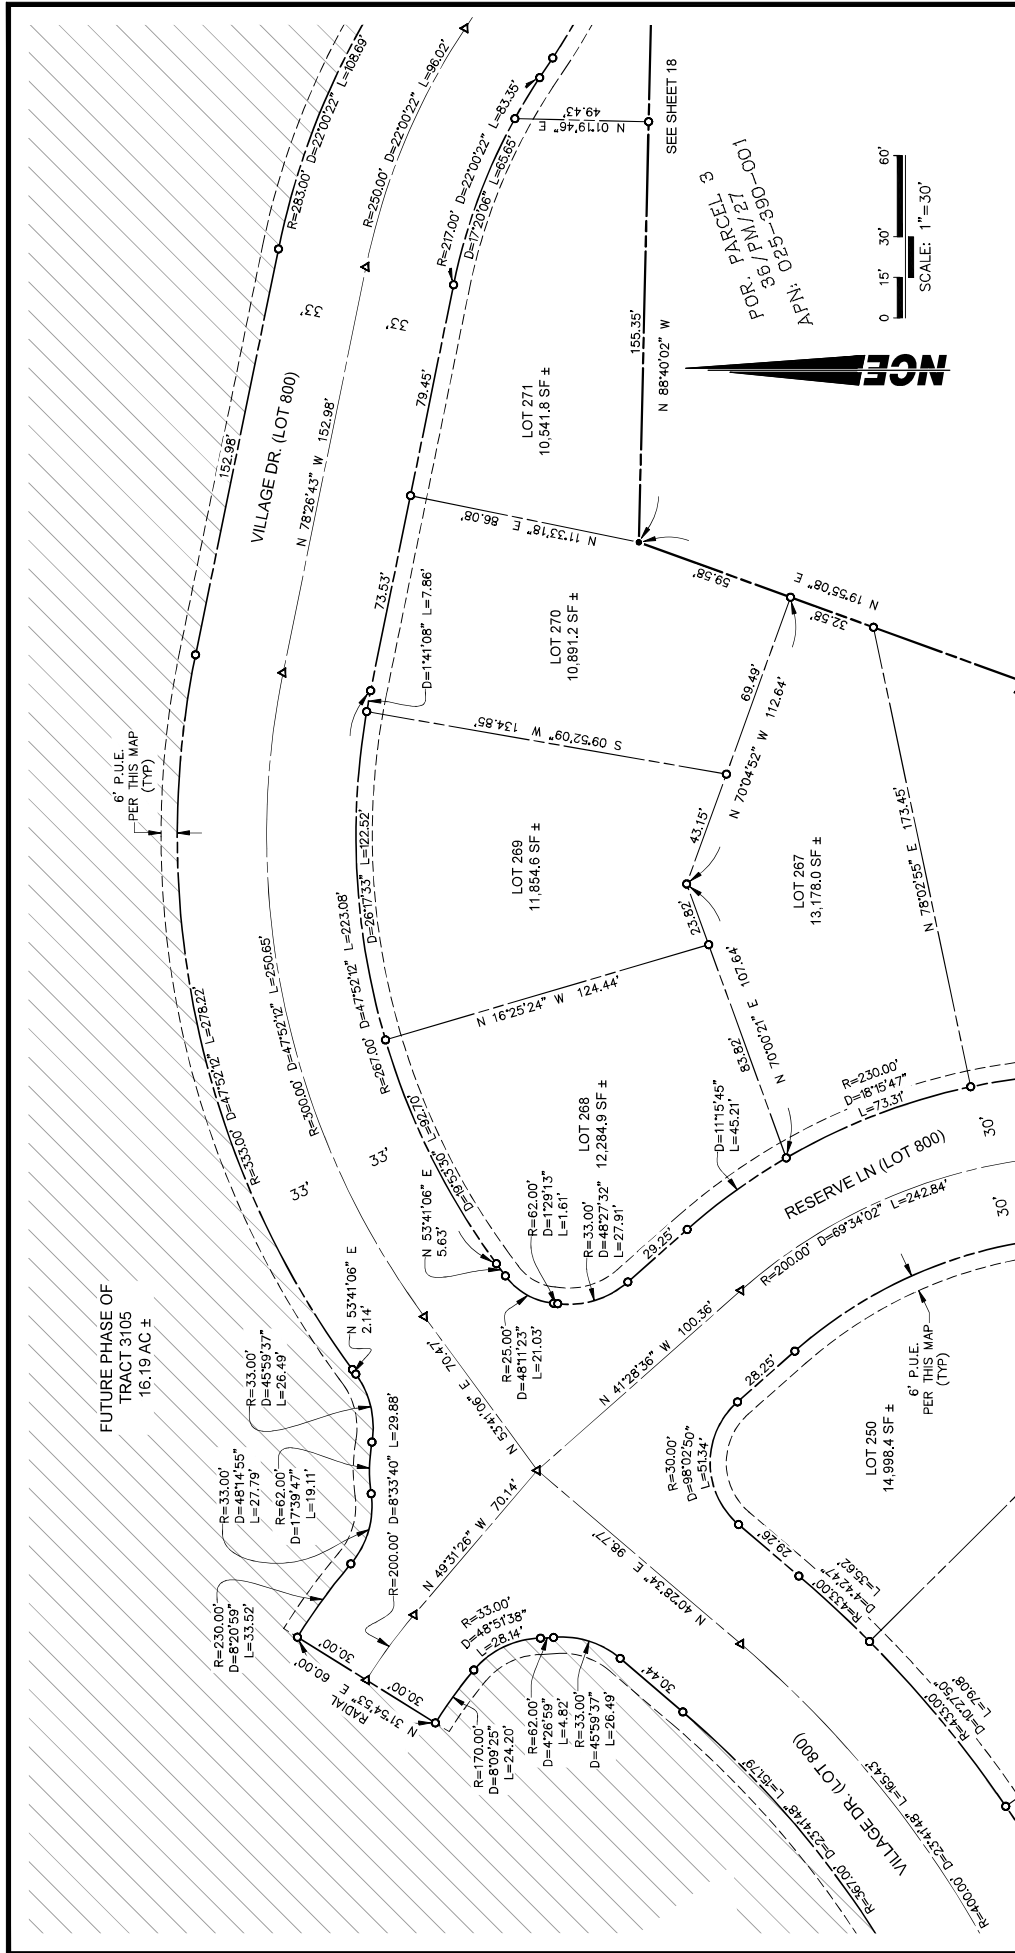 FUTURE PHASE OF
TRACT 3105
16.19 AC ±
6' P.U.E.
PER THIS MAP
(TYP)
152.98'
R=283.00' D=22°00'22" L=108.69'
R=333.00' D=47°52'12" L=278.22'
33'
33'
VILLAGE DR. (LOT 800)
33'
33'
R=300.00' D=47°52'12" L=250.65'
N 78°26'43" W 152.98'
R=250.00' D=22°00'22" L=96.02'
R=267.00' D=47°52'12" L=223.08'
D=19°53'30" L=92.70'
D=26°17'33" L=122.52'
D=1°41'08" L=7.86'
73.53'
79.45'
R=217.00' D=22°00'22" L=83.35'
D=17°20'06" L=65.65'
N 01°19'46" E
49.43'
SEE SHEET 18
155.35'
N 88°40'02" W
POR. PARCEL 3
36/PM/27
APN: 025-390-001
0 15' 30' 60'
SCALE: 1"=30'
NCE
LOT 271
10,541.8 SF ±
N 11°33'18" E 86.08'
LOT 270
10,891.2 SF ±
59.58'
N 19°55'08" E
32.58'
69.49'
N 70°04'52" W 112.64'
43.15'
S 09°52'09" W 134.85'
LOT 269
11,854.6 SF ±
LOT 267
13,178.0 SF ±
N 78°02'55" E 173.45'
23.82'
83.82'
N 70°00'21" E 107.64'
N 16°25'24" W 124.44'
LOT 268
12,284.9 SF ±
D=11°15'45"
L=45.21'
R=230.00'
D=18°15'47"
L=73.31'
30'
30'
RESERVE LN (LOT 800)
R=200.00' D=69°34'02" L=242.84'
N 53°41'06" E
5.63'
R=62.00'
D=1°29'13"
L=1.61'
R=33.00'
D=48°27'32"
L=27.91'
29.25'
R=25.00'
D=48°11'23"
L=21.03'
N 41°28'36" W 100.36'
N 53°41'06" E 70.47'
N 53°41'06" E
2.14'
R=33.00'
D=45°59'37"
L=26.49'
R=62.00'
D=17°39'47"
L=19.11'
R=33.00'
D=48°14'55"
L=27.79'
R=230.00'
D=8°20'59"
L=33.52'
R=200.00' D=8°33'40" L=29.88'
N 49°31'26" W 70.14'
60.00'
30.00'
30.00'
N 31°54'53" E
RADIAL
R=170.00'
D=8°09'25"
L=24.20'
R=33.00'
D=48°51'38"
L=28.14'
R=62.00'
D=4°26'59"
L=4.82'
R=33.00'
D=45°59'37"
L=26.49'
30.44'
N 40°28'34" E 98.77'
R=30.00'
D=98°02'50"
L=51.34'
28.25'
6' P.U.E.
PER THIS MAP
(TYP)
LOT 250
14,998.4 SF ±
29.26'
R=433.00'
D=4°42'47"
L=35.62'
R=433.00'
D=10°27'50"
L=79.08'
VILLAGE DR. (LOT 800)
R=367.00' D=23°41'48" L=151.79'
R=400.00' D=23°41'48" L=165.43'